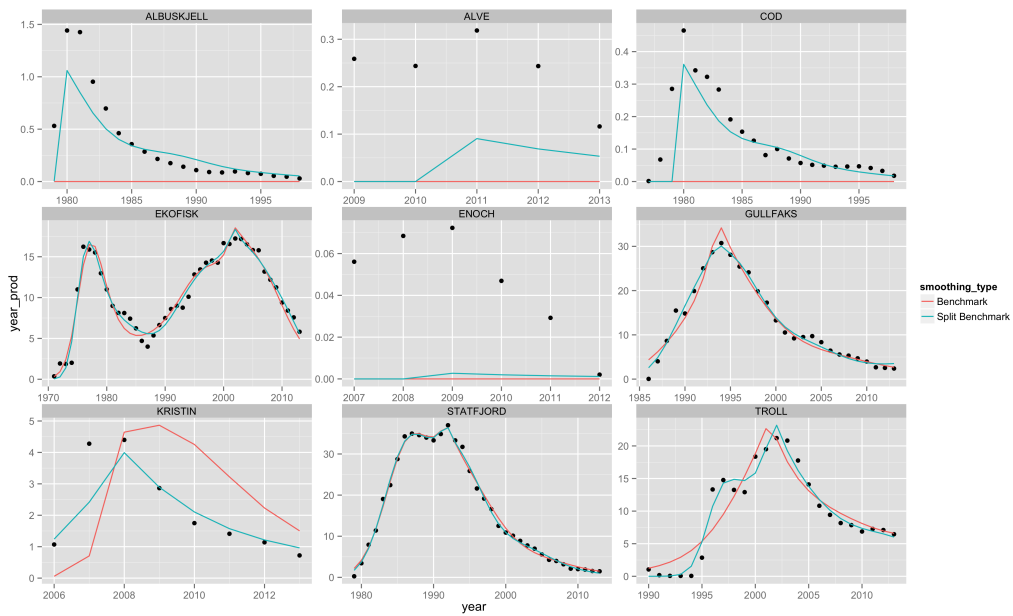 ALBUSKJELL ALVE COD
1.5
1.0
0.5
0.0
1980 1985 1990 1995
0.3
0.2
0.1
0.0
2009 2010 2011 2012 2013
0.4
0.3
0.2
0.1
0.0
1980 1985 1990 1995
EKOFISK ENOCH GULLFAKS
year_prod
15
10
5
0
1970 1980 1990 2000 2010
0.06
0.04
0.02
0.00
2007 2008 2009 2010 2011 2012
30
20
10
0
1985 1990 1995 2000 2005 2010
smoothing_type
Benchmark
Split Benchmark
KRISTIN STATFJORD TROLL
5
4
3
2
1
0
2006 2008 2010 2012
30
20
10
0
1980 1990 2000 2010
20
15
10
5
0
1990 1995 2000 2005 2010
year